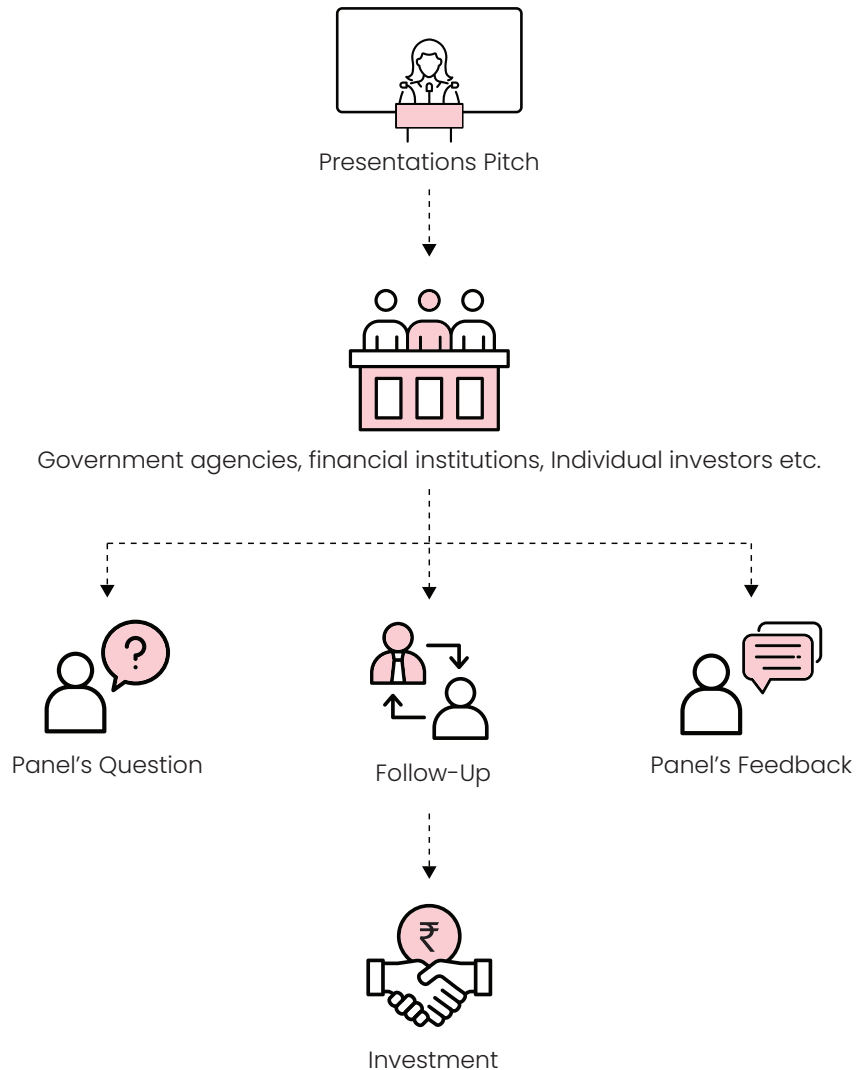 Presentations Pitch
Government agencies, financial institutions, Individual investors etc.
?
Panel’s Question
Follow-Up
Panel’s Feedback
₹
Investment